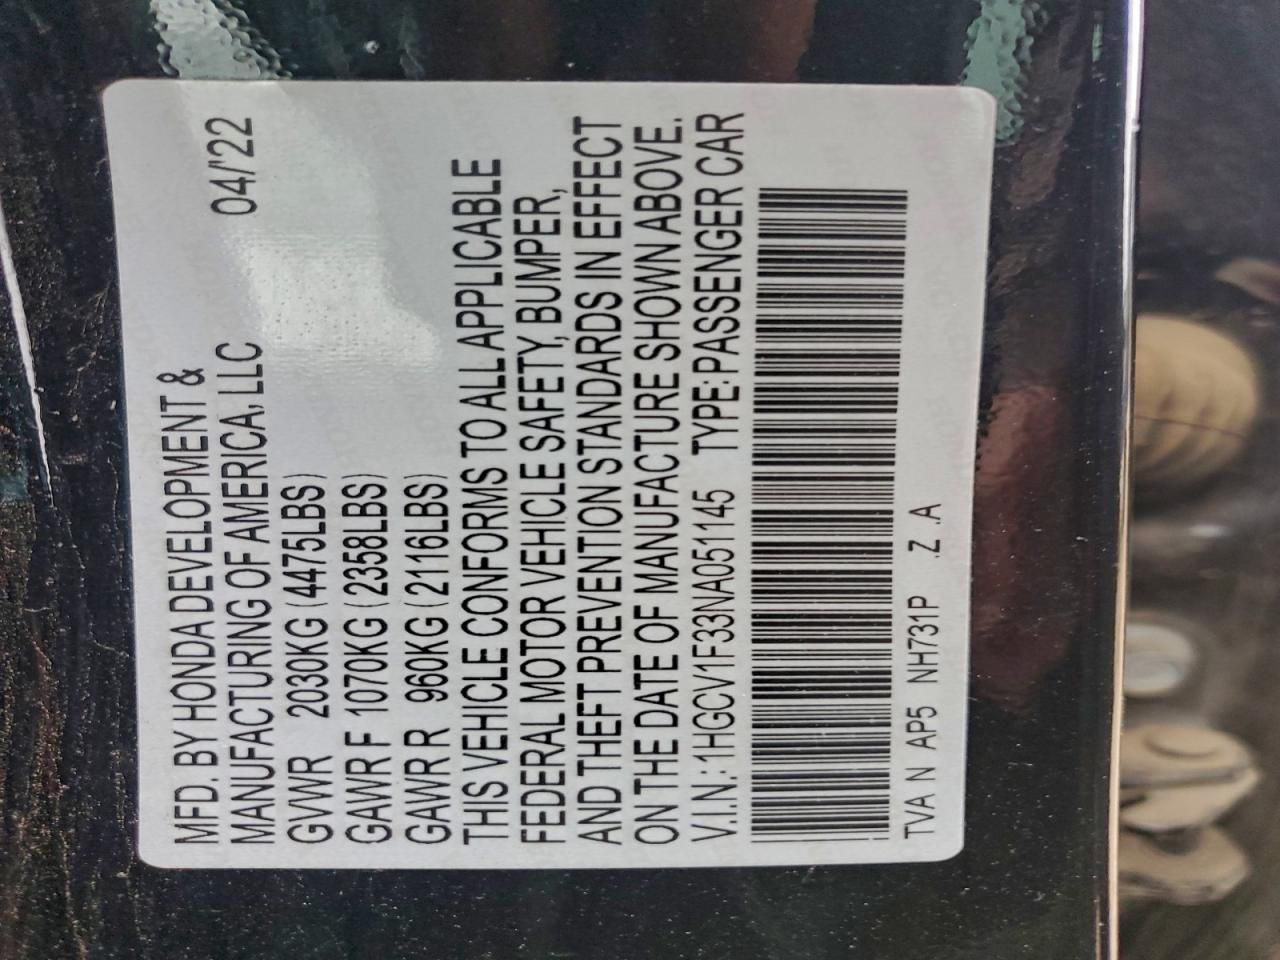 MFD. BY HONDA DEVELOPMENT &
MANUFACTURING OF AMERICA, LLC 04/'22
GVWR 2030KG (4475LBS)
GAWR F 1070KG (2358LBS)
GAWR R 960KG (2116LBS)
THIS VEHICLE CONFORMS TO ALL APPLICABLE
FEDERAL MOTOR VEHICLE SAFETY, BUMPER,
AND THEFT PREVENTION STANDARDS IN EFFECT
ON THE DATE OF MANUFACTURE SHOWN ABOVE.
V.I.N.: 1HGCV1F33NA051145 TYPE:PASSENGER CAR
TVA N AP5 NH731P .Z .A